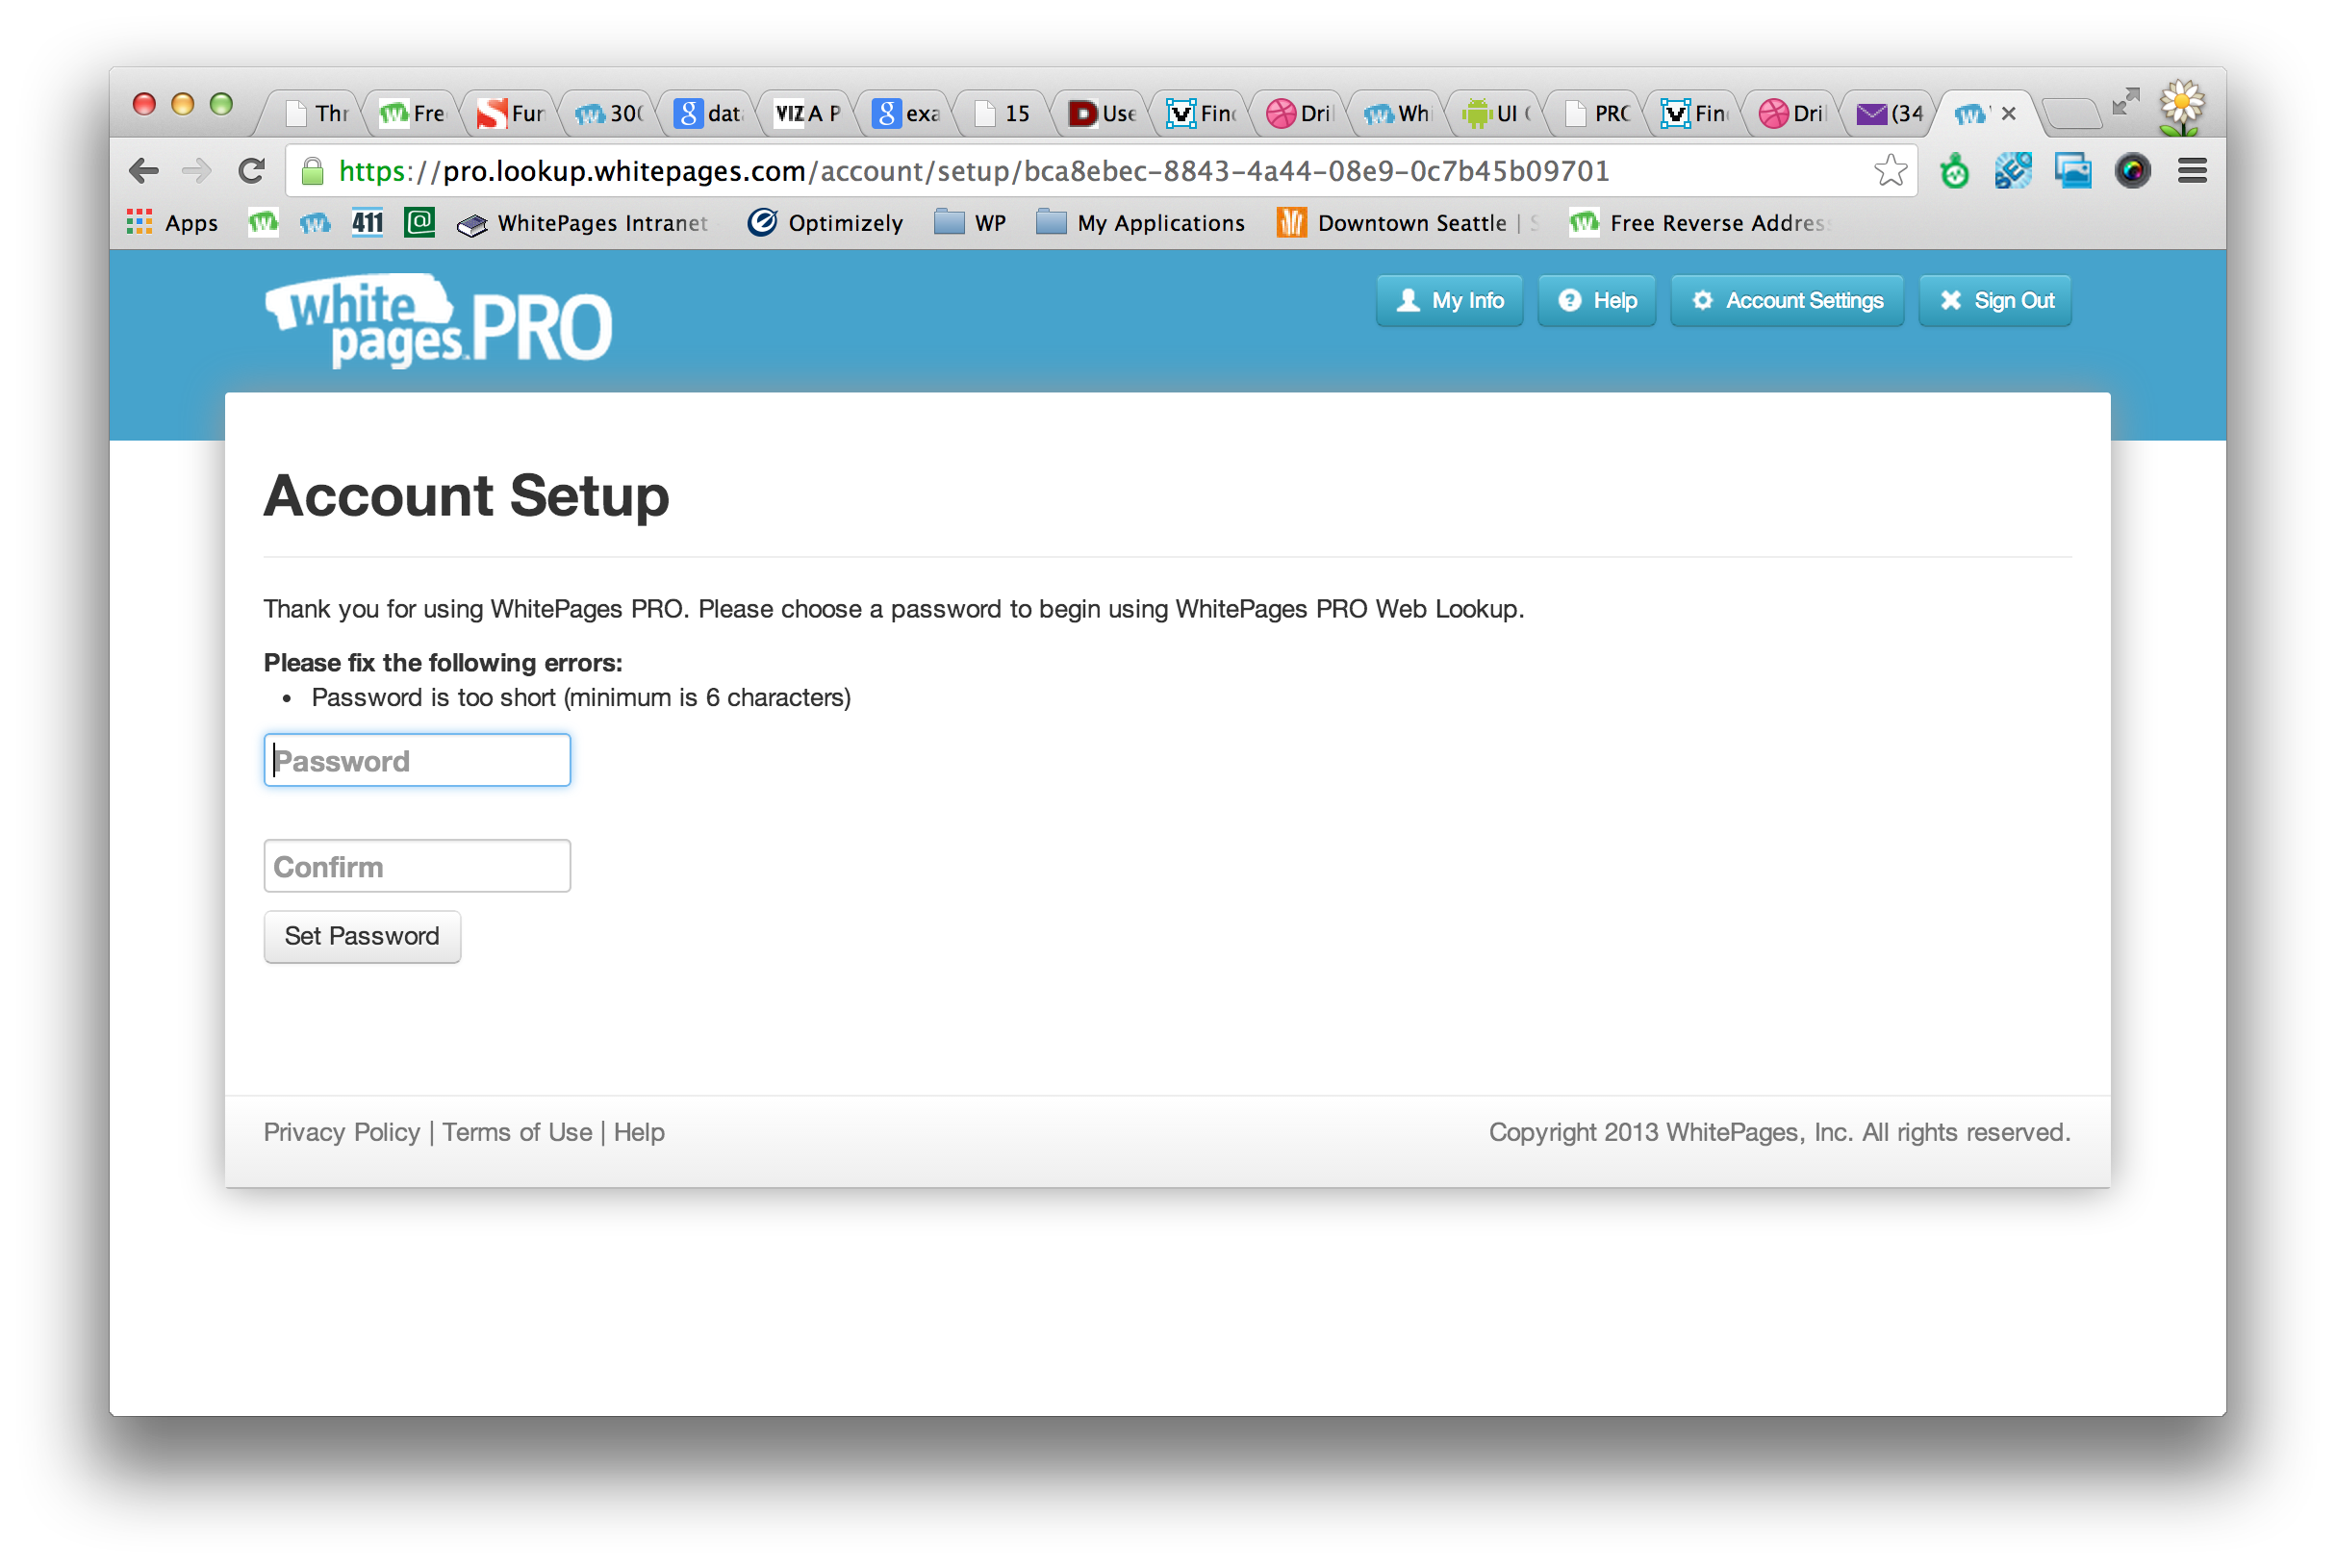 Thr Fre Fur 30( dat VIZ A P exa 15 Use Fin Dri Whi UI ( PRO Fin Dri (34
https://pro.lookup.whitepages.com/account/setup/bca8ebec-8843-4a44-08e9-0c7b45b09701
Apps 411 @ WhitePages Intranet Optimizely WP My Applications Downtown Seattle | Free Reverse Addres
white pages. PRO
My Info Help Account Settings Sign Out
Account Setup
Thank you for using WhitePages PRO. Please choose a password to begin using WhitePages PRO Web Lookup.
Please fix the following errors:
• Password is too short (minimum is 6 characters)
Password
Confirm
Set Password
Privacy Policy | Terms of Use | Help
Copyright 2013 WhitePages, Inc. All rights reserved.